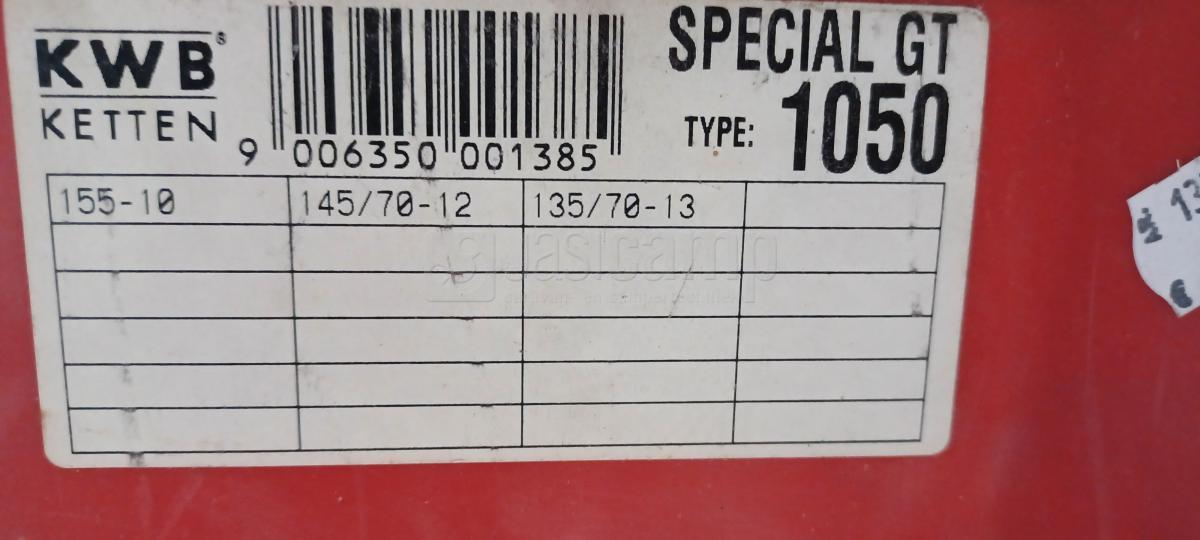 KWB®
KETTEN
9 006350 001385
SPECIAL GT
TYPE: 1050
155-10 145/70-12 135/70-13